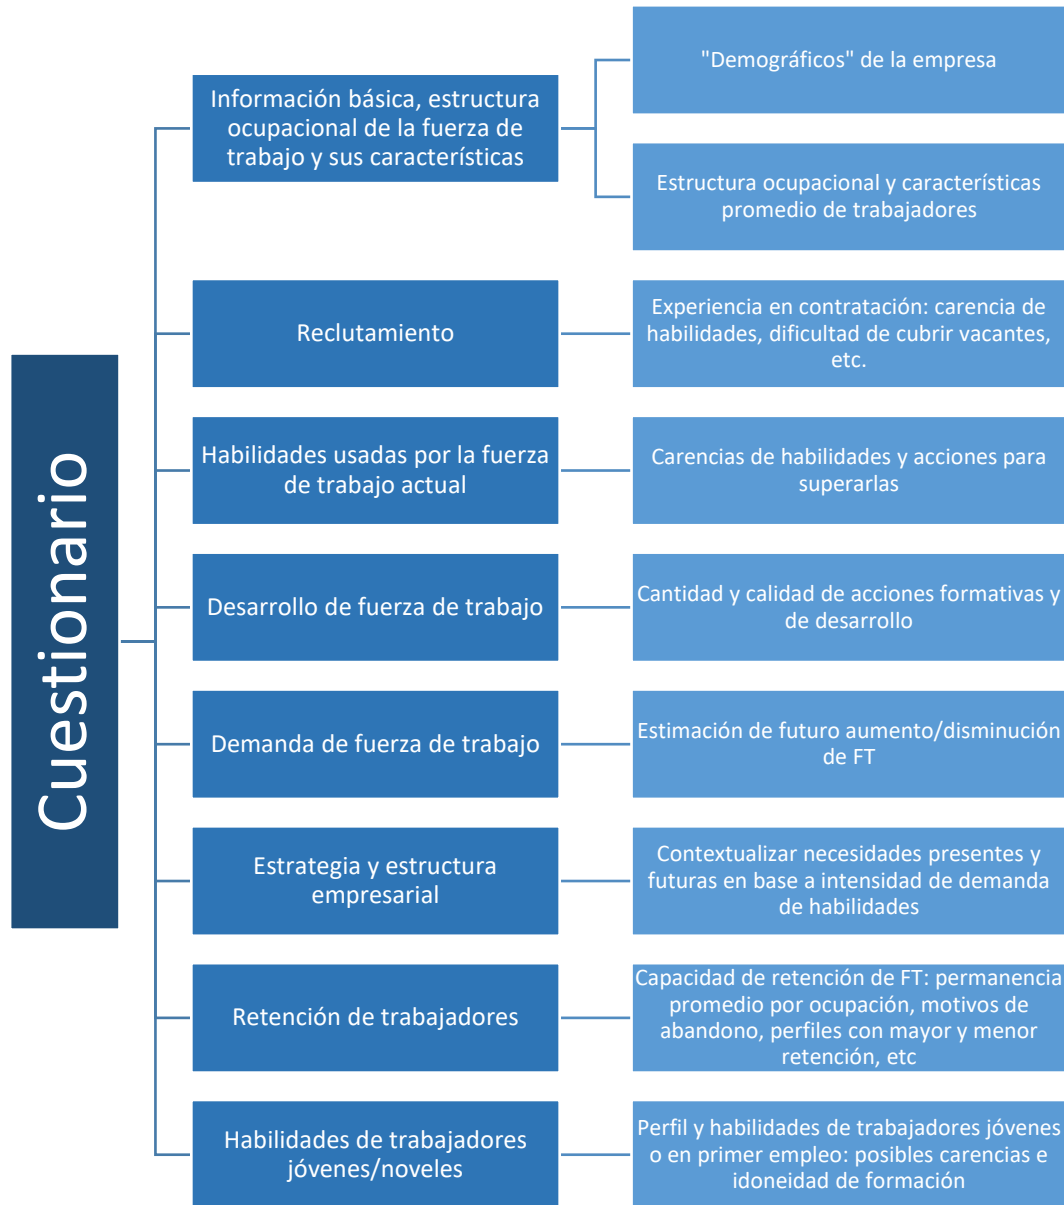 Cuestionario
Información básica, estructura
ocupacional de la fuerza de
trabajo y sus características
"Demográficos" de la empresa
Estructura ocupacional y características
promedio de trabajadores
Reclutamiento
Experiencia en contratación: carencia de
habilidades, dificultad de cubrir vacantes,
etc.
Habilidades usadas por la fuerza
de trabajo actual
Carencias de habilidades y acciones para
superarlas
Desarrollo de fuerza de trabajo
Cantidad y calidad de acciones formativas y
de desarrollo
Demanda de fuerza de trabajo
Estimación de futuro aumento/disminución
de FT
Estrategia y estructura
empresarial
Contextualizar necesidades presentes y
futuras en base a intensidad de demanda
de habilidades
Retención de trabajadores
Capacidad de retención de FT: permanencia
promedio por ocupación, motivos de
abandono, perfiles con mayor y menor
retención, etc
Habilidades de trabajadores
jóvenes/noveles
Perfil y habilidades de trabajadores jóvenes
o en primer empleo: posibles carencias e
idoneidad de formación